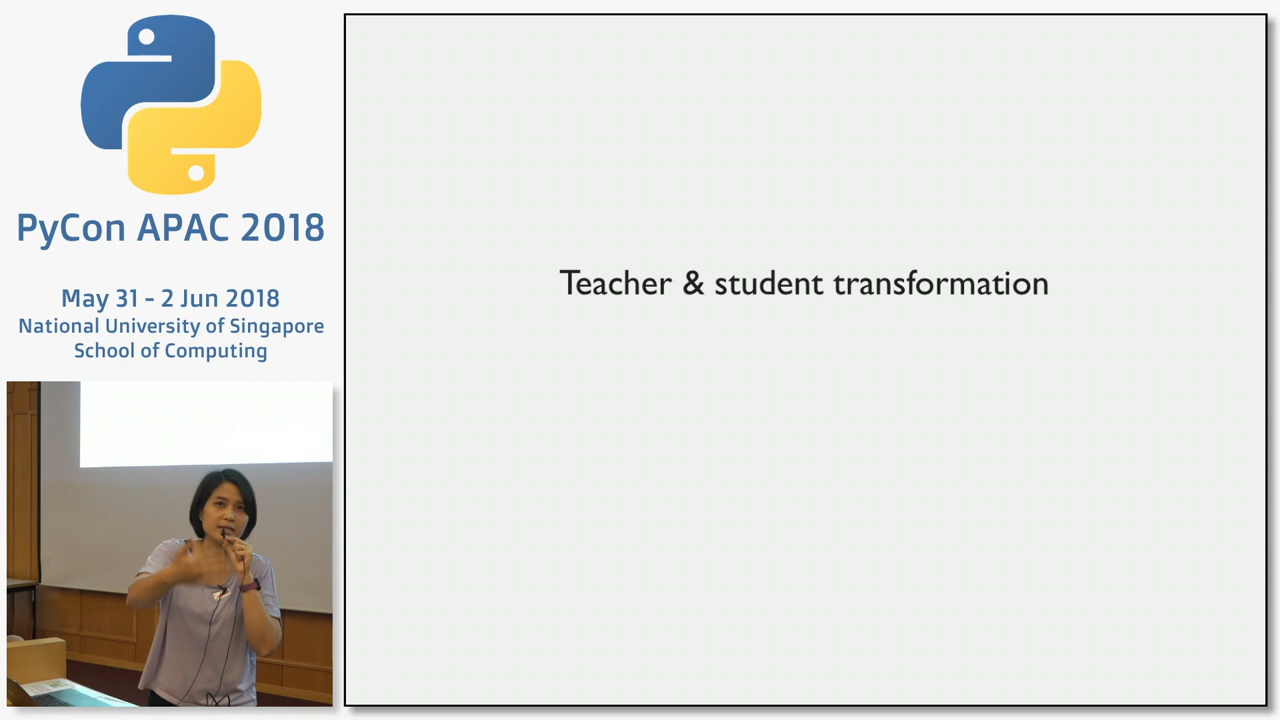 PyCon APAC 2018
May 31 - 2 Jun 2018
National University of Singapore
School of Computing
Teacher & student transformation